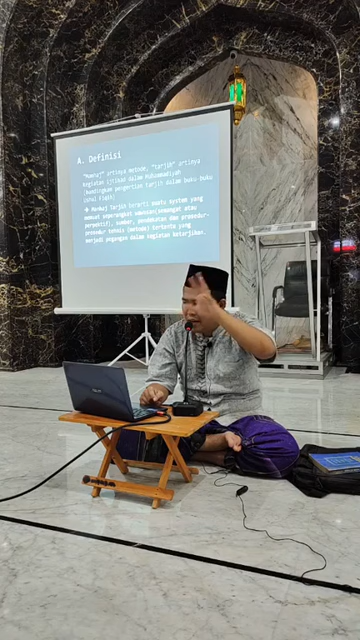 A. Definisi
"Manhaj" artinya metode, "tarjih" artinya
kegiatan ijtihad dalam Muhammadiyah
(bandingkan pengertian tarjih dalam buku-buku
usul fikih).
Manhaj tarjih berarti suatu system yang
memuat seperangkat wawasan(semangat atau
perspektif), sumber, pendekatan dan prosedur-
prosedur teknis (metode) tertentu yang
menjadi pegangan dalam kegiatan ketarjihan.